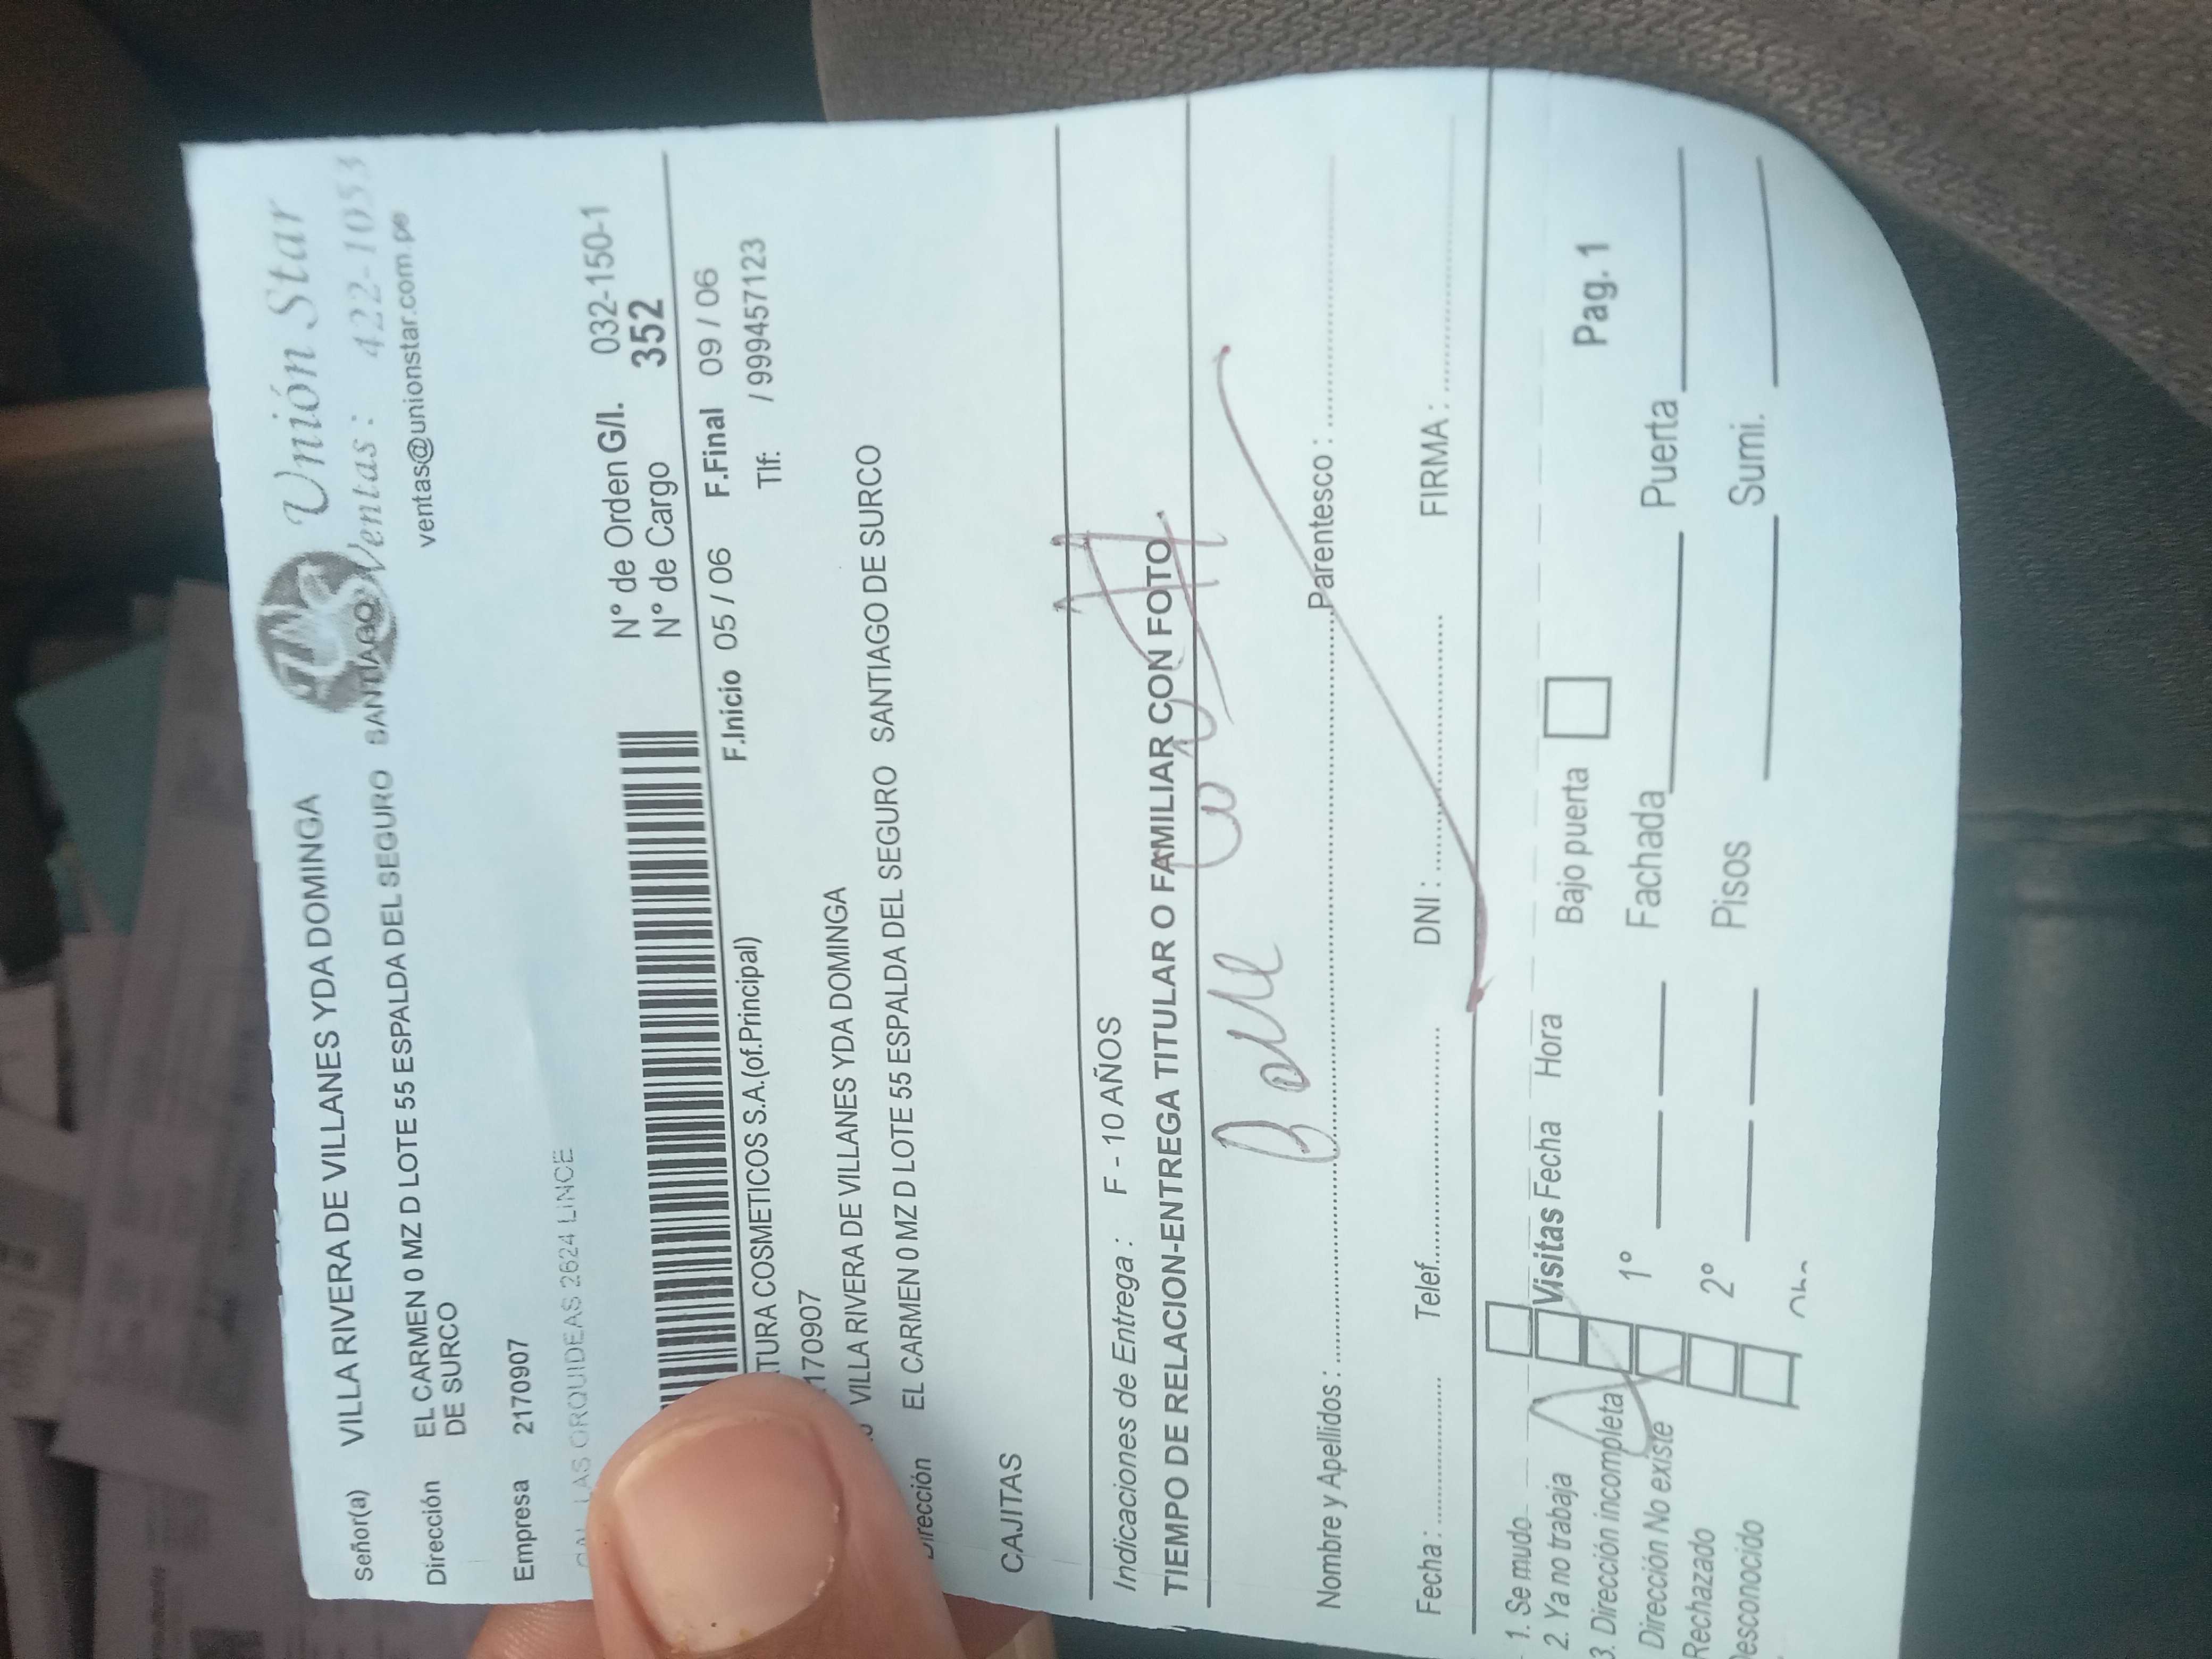 Unión Star
Ventas: 422-1053
ventas@unionstar.com.pe
Señor(a) VILLA RIVERA DE VILLANES YDA DOMINGA
Dirección EL CARMEN 0 MZ D LOTE 55 ESPALDA DEL SEGURO SANTIAGO
DE SURCO
Empresa 2170907
LAS ORQUIDEAS 2624 LINCE
N° de Orden G/I. 032-150-1
N° de Cargo 352
TURA COSMETICOS S.A.(of.Principal) F.Inicio 05 / 06 F.Final 09 / 06
170907 Tlf: / 999457123
VILLA RIVERA DE VILLANES YDA DOMINGA
Dirección EL CARMEN 0 MZ D LOTE 55 ESPALDA DEL SEGURO SANTIAGO DE SURCO
CAJITAS
Indicaciones de Entrega : F - 10 AÑOS
TIEMPO DE RELACION-ENTREGA TITULAR O FAMILIAR CON FOTO
Nombre y Apellidos : Parentesco :
Fecha : Telef. DNI : FIRMA :
1. Se mudo
2. Ya no trabaja
3. Dirección incompleta
Dirección No existe
Rechazado
esconocido
Visitas Fecha Hora Bajo puerta Pag. 1
1° Fachada Puerta
2° Pisos Sumi.